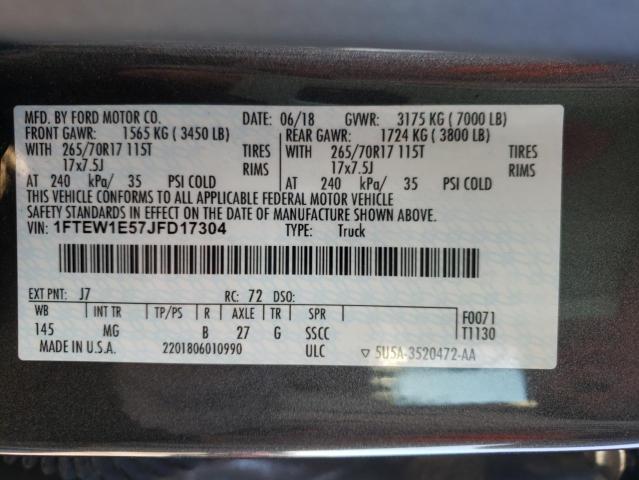 MFD. BY FORD MOTOR CO. DATE: 06/18 GVWR: 3175 KG ( 7000 LB)
FRONT GAWR: 1565 KG ( 3450 LB) REAR GAWR: 1724 KG ( 3800 LB)
WITH 265/70R17 115T TIRES WITH 265/70R17 115T TIRES
17x7.5J RIMS 17x7.5J RIMS
AT 240 kPa/ 35 PSI COLD AT 240 kPa/ 35 PSI COLD
THIS VEHICLE CONFORMS TO ALL APPLICABLE FEDERAL MOTOR VEHICLE
SAFETY STANDARDS IN EFFECT ON THE DATE OF MANUFACTURE SHOWN ABOVE.
VIN: 1FTEW1E57JFD17304 TYPE: Truck
EXT PNT: J7 RC: 72 DSO:
WB INT TR TP/PS R AXLE TR SPR F0071
145 MG B 27 G SSCC T1130
MADE IN U.S.A. 2201806010990 ULC ▽ 5U5A-3520472-AA